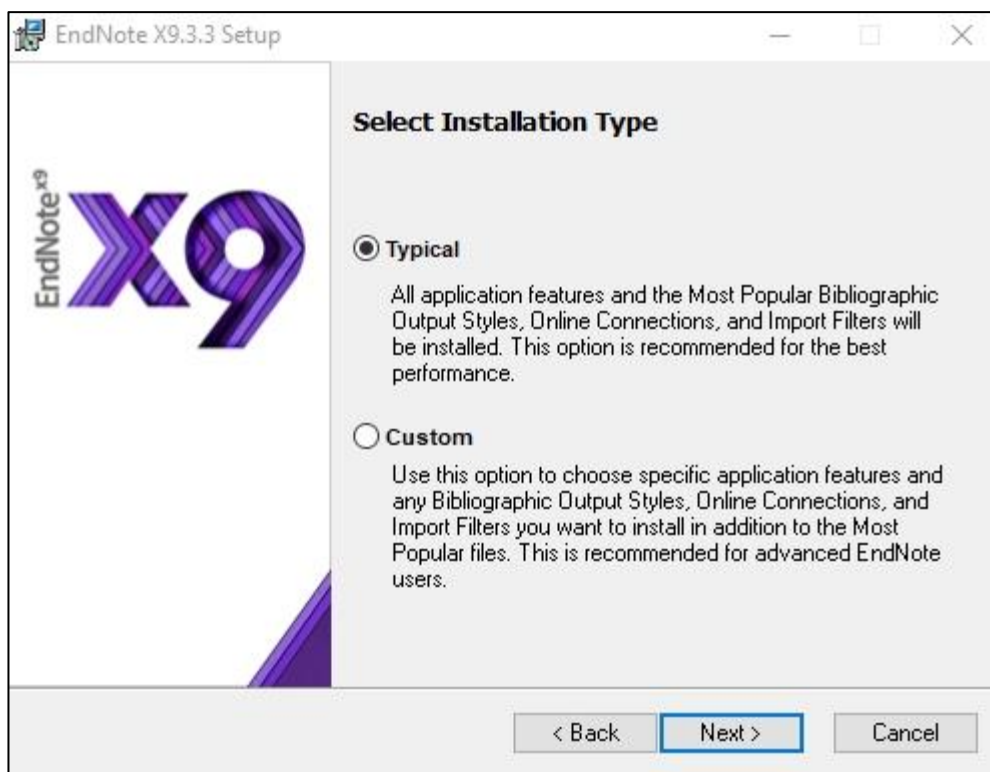 EndNote X9.3.3 Setup
EndNote x9
X9
Select Installation Type
Typical
All application features and the Most Popular Bibliographic
Output Styles, Online Connections, and Import Filters will
be installed. This option is recommended for the best
performance.
Custom
Use this option to choose specific application features and
any Bibliographic Output Styles, Online Connections, and
Import Filters you want to install in addition to the Most
Popular files. This is recommended for advanced EndNote
users.
< Back Next > Cancel